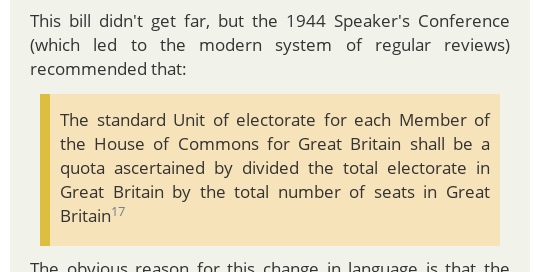 This bill didn't get far, but the 1944 Speaker's Conference
(which led to the modern system of regular reviews)
recommended that:
The standard Unit of electorate for each Member of
the House of Commons for Great Britain shall be a
quota ascertained by divided the total electorate in
Great Britain by the total number of seats in Great
Britain17
The obvious reason for this change in language is that the